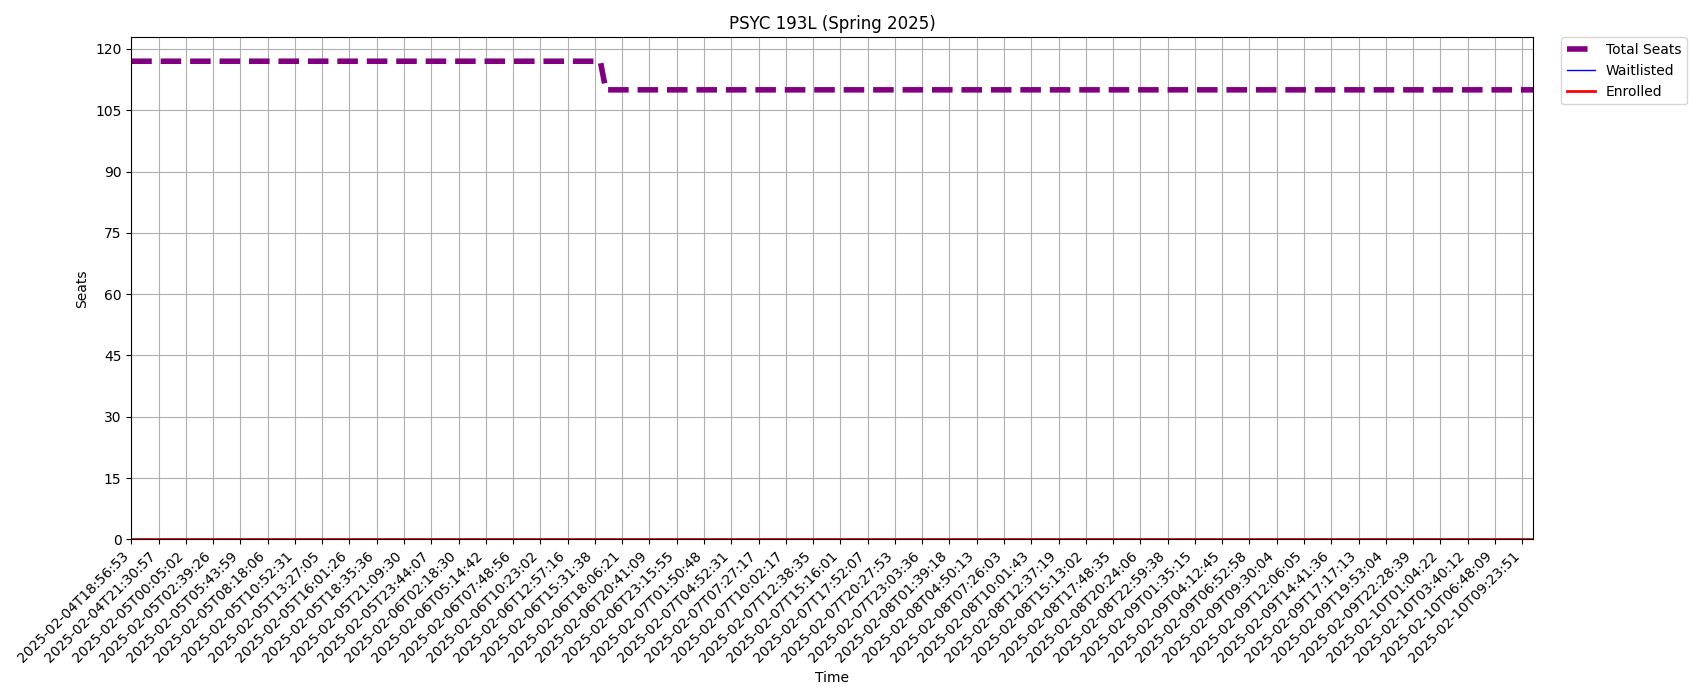 PSYC 193L (Spring 2025)
Total Seats
Waitlisted
Enrolled
120
105
90
75
60
45
30
15
0
Seats
2025-02-04T18:56:53
2025-02-04T21:30:57
2025-02-05T00:05:02
2025-02-05T02:39:26
2025-02-05T05:43:59
2025-02-05T08:18:06
2025-02-05T10:52:31
2025-02-05T13:27:05
2025-02-05T16:01:26
2025-02-05T18:35:36
2025-02-05T21:09:30
2025-02-05T23:44:07
2025-02-06T02:18:30
2025-02-06T05:14:42
2025-02-06T07:48:56
2025-02-06T10:23:02
2025-02-06T12:57:16
2025-02-06T15:31:38
2025-02-06T18:06:21
2025-02-06T20:41:09
2025-02-06T23:15:55
2025-02-07T01:50:48
2025-02-07T04:52:31
2025-02-07T07:27:17
2025-02-07T10:02:17
2025-02-07T12:38:35
2025-02-07T15:16:01
2025-02-07T17:52:07
2025-02-07T20:27:53
2025-02-07T23:03:36
2025-02-08T01:39:18
2025-02-08T04:50:13
2025-02-08T07:26:03
2025-02-08T10:01:43
2025-02-08T12:37:19
2025-02-08T15:13:02
2025-02-08T17:48:35
2025-02-08T20:24:06
2025-02-08T22:59:38
2025-02-09T01:35:15
2025-02-09T04:12:45
2025-02-09T06:52:58
2025-02-09T09:30:04
2025-02-09T12:06:05
2025-02-09T14:41:36
2025-02-09T17:17:13
2025-02-09T19:53:04
2025-02-09T22:28:39
2025-02-10T01:04:22
2025-02-10T03:40:12
2025-02-10T06:48:09
2025-02-10T09:23:51
Time